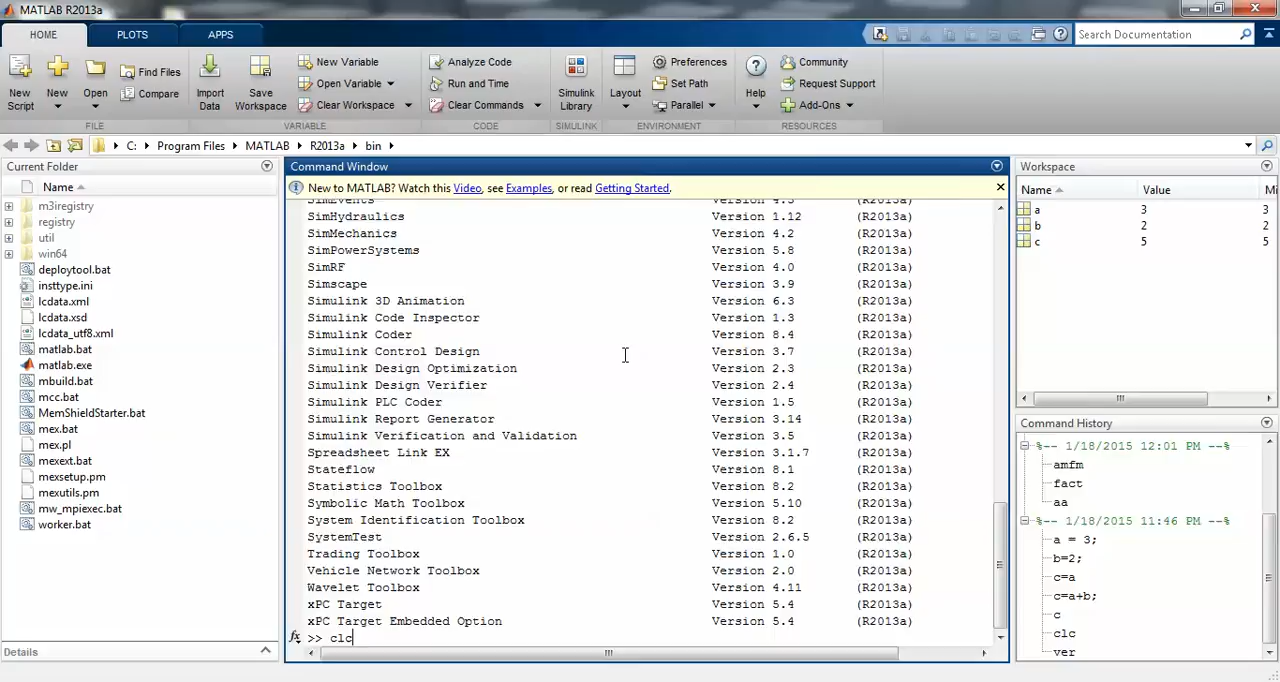 MATLAB R2013a
HOME PLOTS APPS
Search Documentation
New Script
New
Open
Find Files
Compare
FILE
Import Data
Save Workspace
New Variable
Open Variable
Clear Workspace
VARIABLE
Analyze Code
Run and Time
Clear Commands
CODE
Simulink Library
SIMULINK
Layout
Preferences
Set Path
Parallel
ENVIRONMENT
Help
Community
Request Support
Add-Ons
RESOURCES
C: Program Files MATLAB R2013a bin
Current Folder
Name
m3iregistry
registry
util
win64
deploytool.bat
insttype.ini
lcdata.xml
lcdata.xsd
lcdata_utf8.xml
matlab.bat
matlab.exe
mbuild.bat
mcc.bat
MemShieldStarter.bat
mex.bat
mex.pl
mexext.bat
mexsetup.pm
mexutils.pm
mw_mpiexec.bat
worker.bat
Details
Command Window
New to MATLAB? Watch this Video, see Examples, or read Getting Started.
SimEvents Version 4.3 (R2013a)
SimHydraulics Version 1.12 (R2013a)
SimMechanics Version 4.2 (R2013a)
SimPowerSystems Version 5.8 (R2013a)
SimRF Version 4.0 (R2013a)
Simscape Version 3.9 (R2013a)
Simulink 3D Animation Version 6.3 (R2013a)
Simulink Code Inspector Version 1.3 (R2013a)
Simulink Coder Version 8.4 (R2013a)
Simulink Control Design Version 3.7 (R2013a)
Simulink Design Optimization Version 2.3 (R2013a)
Simulink Design Verifier Version 2.4 (R2013a)
Simulink PLC Coder Version 1.5 (R2013a)
Simulink Report Generator Version 3.14 (R2013a)
Simulink Verification and Validation Version 3.5 (R2013a)
Spreadsheet Link EX Version 3.1.7 (R2013a)
Stateflow Version 8.1 (R2013a)
Statistics Toolbox Version 8.2 (R2013a)
Symbolic Math Toolbox Version 5.10 (R2013a)
System Identification Toolbox Version 8.2 (R2013a)
SystemTest Version 2.6.5 (R2013a)
Trading Toolbox Version 1.0 (R2013a)
Vehicle Network Toolbox Version 2.0 (R2013a)
Wavelet Toolbox Version 4.11 (R2013a)
xPC Target Version 5.4 (R2013a)
xPC Target Embedded Option Version 5.4 (R2013a)
fx >> clc
Workspace
Name Value Mi
a 3 3
b 2 2
c 5 5
Command History
%-- 1/18/2015 12:01 PM --%
amfm
fact
aa
%-- 1/18/2015 11:46 PM --%
a = 3;
b=2;
c=a
c=a+b;
c
clc
ver